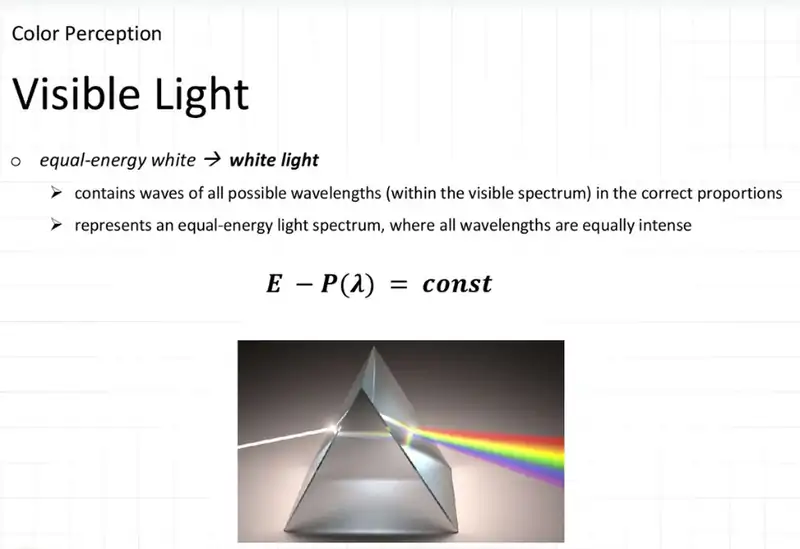 Color Perception
Visible Light
o equal-energy white → white light
➢ contains waves of all possible wavelengths (within the visible spectrum) in the correct proportions
➢ represents an equal-energy light spectrum, where all wavelengths are equally intense
E − P(λ) = const